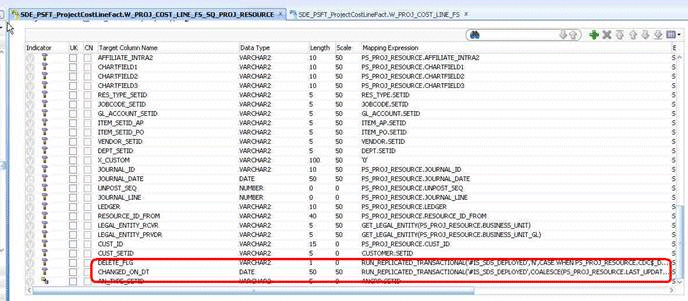 SDE_PSFT_ProjectCostLineFact.W_PROJ_COST_LINE_FS_SQ_PROJ_RESOURCE SDE_PSFT_ProjectCostLineFact.W_PROJ_COST_LINE_FS
Indicator UK CN Target Column Name Data Type Length Scale Mapping Expression E
AFFILIATE_INTRA2 VARCHAR2 10 50 PS_PROJ_RESOURCE.AFFILIATE_INTRA2 S
CHARTFIELD1 VARCHAR2 10 50 PS_PROJ_RESOURCE.CHARTFIELD1 S
CHARTFIELD2 VARCHAR2 10 50 PS_PROJ_RESOURCE.CHARTFIELD2 S
CHARTFIELD3 VARCHAR2 10 50 PS_PROJ_RESOURCE.CHARTFIELD3 S
RES_TYPE_SETID VARCHAR2 5 50 RES_TYPE.SETID S
JOBCODE_SETID VARCHAR2 5 50 JOBCODE.SETID S
GL_ACCOUNT_SETID VARCHAR2 5 50 GL_ACCOUNT.SETID S
ITEM_SETID_AP VARCHAR2 5 50 ITEM_AP.SETID S
ITEM_SETID_PO VARCHAR2 5 50 ITEM_PO.SETID S
VENDOR_SETID VARCHAR2 5 50 VENDOR.SETID S
DEPT_SETID VARCHAR2 5 50 DEPT.SETID S
X_CUSTOM VARCHAR2 100 50 '0'
JOURNAL_ID VARCHAR2 10 50 PS_PROJ_RESOURCE.JOURNAL_ID S
JOURNAL_DATE DATE 50 50 PS_PROJ_RESOURCE.JOURNAL_DATE S
UNPOST_SEQ NUMBER 0 0 PS_PROJ_RESOURCE.UNPOST_SEQ S
JOURNAL_LINE NUMBER 0 0 PS_PROJ_RESOURCE.JOURNAL_LINE S
LEDGER VARCHAR2 10 50 PS_PROJ_RESOURCE.LEDGER S
RESOURCE_ID_FROM VARCHAR2 40 50 PS_PROJ_RESOURCE.RESOURCE_ID_FROM S
LEGAL_ENTITY_RCVR VARCHAR2 5 50 GET_LEGAL_ENTITY(PS_PROJ_RESOURCE.BUSINESS_UNIT) S
LEGAL_ENTITY_PRVDR VARCHAR2 5 50 GET_LEGAL_ENTITY(PS_PROJ_RESOURCE.BUSINESS_UNIT_GL) S
CUST_ID VARCHAR2 15 0 PS_PROJ_RESOURCE.CUST_ID S
CUST_SETID VARCHAR2 5 0 CUSTOMER.SETID S
DELETE_FLG VARCHAR2 1 0 RUN_REPLICATED_TRANSACTIONAL('#IS_SDS_DEPLOYED','N',CASE WHEN PS_PROJ_RESOURCE.CDC$_D... S
CHANGED_ON_DT DATE 50 50 RUN_REPLICATED_TRANSACTIONAL('#IS_SDS_DEPLOYED',COALESCE(PS_PROJ_RESOURCE.LAST_UPDAT... S